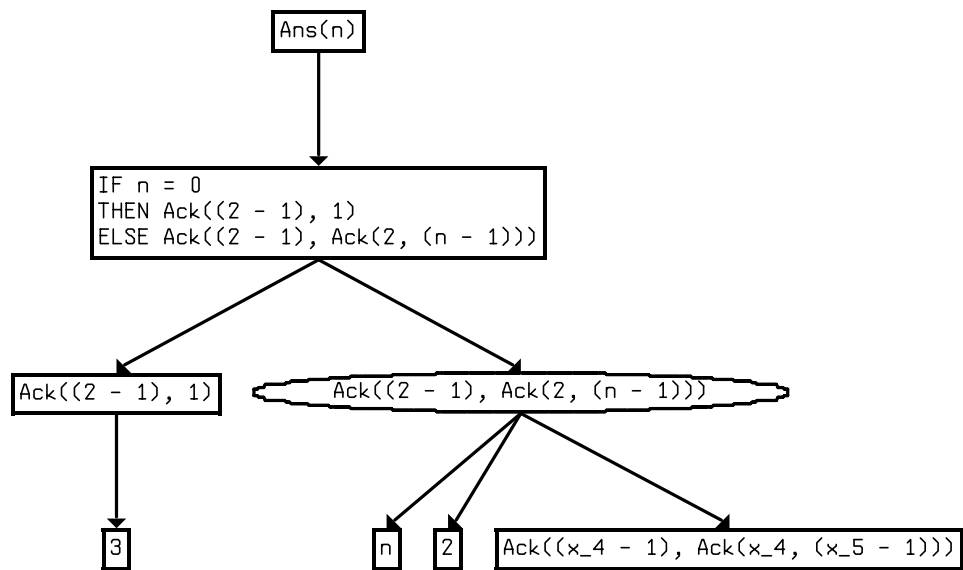 Ans(n)
IF n = 0
THEN Ack((2 - 1), 1)
ELSE Ack((2 - 1), Ack(2, (n - 1)))
Ack((2 - 1), 1)
Ack((2 - 1), Ack(2, (n - 1)))
3
n
2
Ack((x_4 - 1), Ack(x_4, (x_5 - 1)))